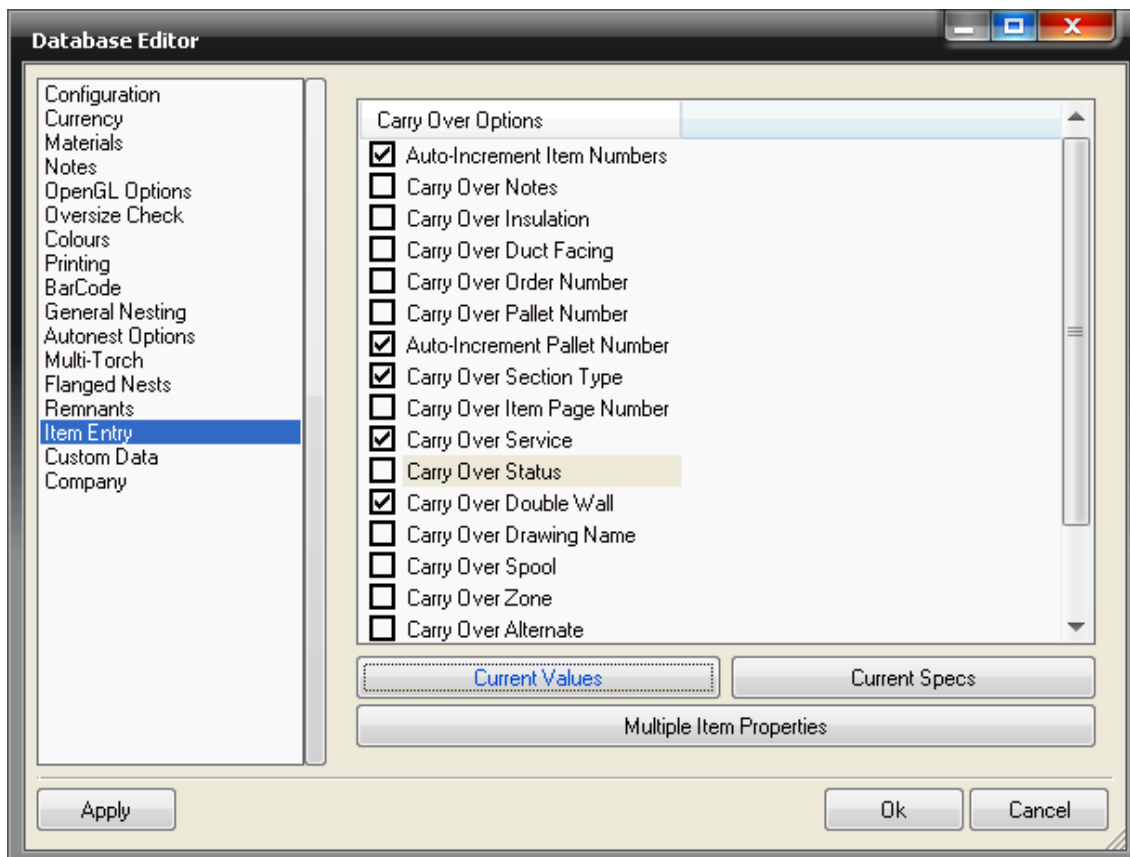 Database Editor
Configuration
Currency
Materials
Notes
OpenGL Options
Oversize Check
Colours
Printing
BarCode
General Nesting
Autonest Options
Multi-Torch
Flanged Nests
Remnants
Item Entry
Custom Data
Company
Carry Over Options
Auto-Increment Item Numbers
Carry Over Notes
Carry Over Insulation
Carry Over Duct Facing
Carry Over Order Number
Carry Over Pallet Number
Auto-Increment Pallet Number
Carry Over Section Type
Carry Over Item Page Number
Carry Over Service
Carry Over Status
Carry Over Double Wall
Carry Over Drawing Name
Carry Over Spool
Carry Over Zone
Carry Over Alternate
Current Values
Current Specs
Multiple Item Properties
Apply
Ok
Cancel